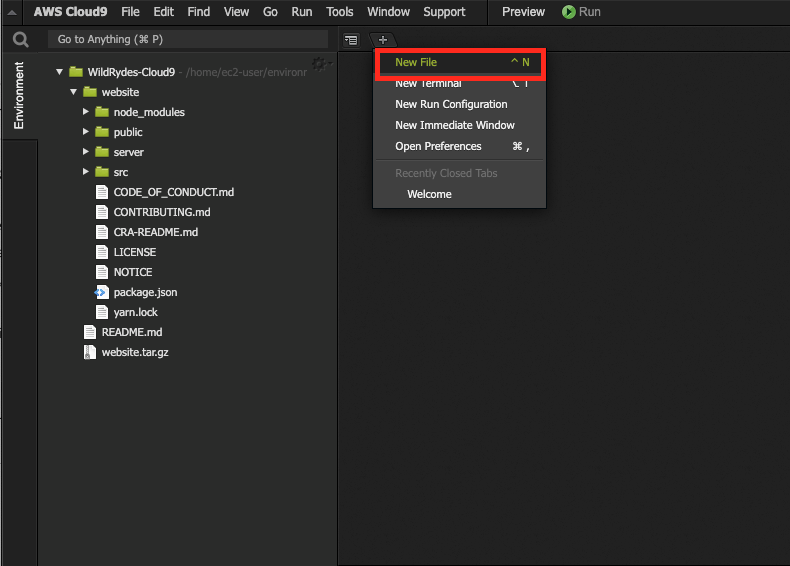 AWS Cloud9 File Edit Find View Go Run Tools Window Support Preview Run
Go to Anything (⌘ P)
Environment
WildRydes-Cloud9 - /home/ec2-user/environr
website
node_modules
public
server
src
CODE_OF_CONDUCT.md
CONTRIBUTING.md
CRA-README.md
LICENSE
NOTICE
package.json
yarn.lock
README.md
website.tar.gz
New File ^ N
New Terminal ⌥ T
New Run Configuration
New Immediate Window
Open Preferences ⌘ ,
Recently Closed Tabs
Welcome